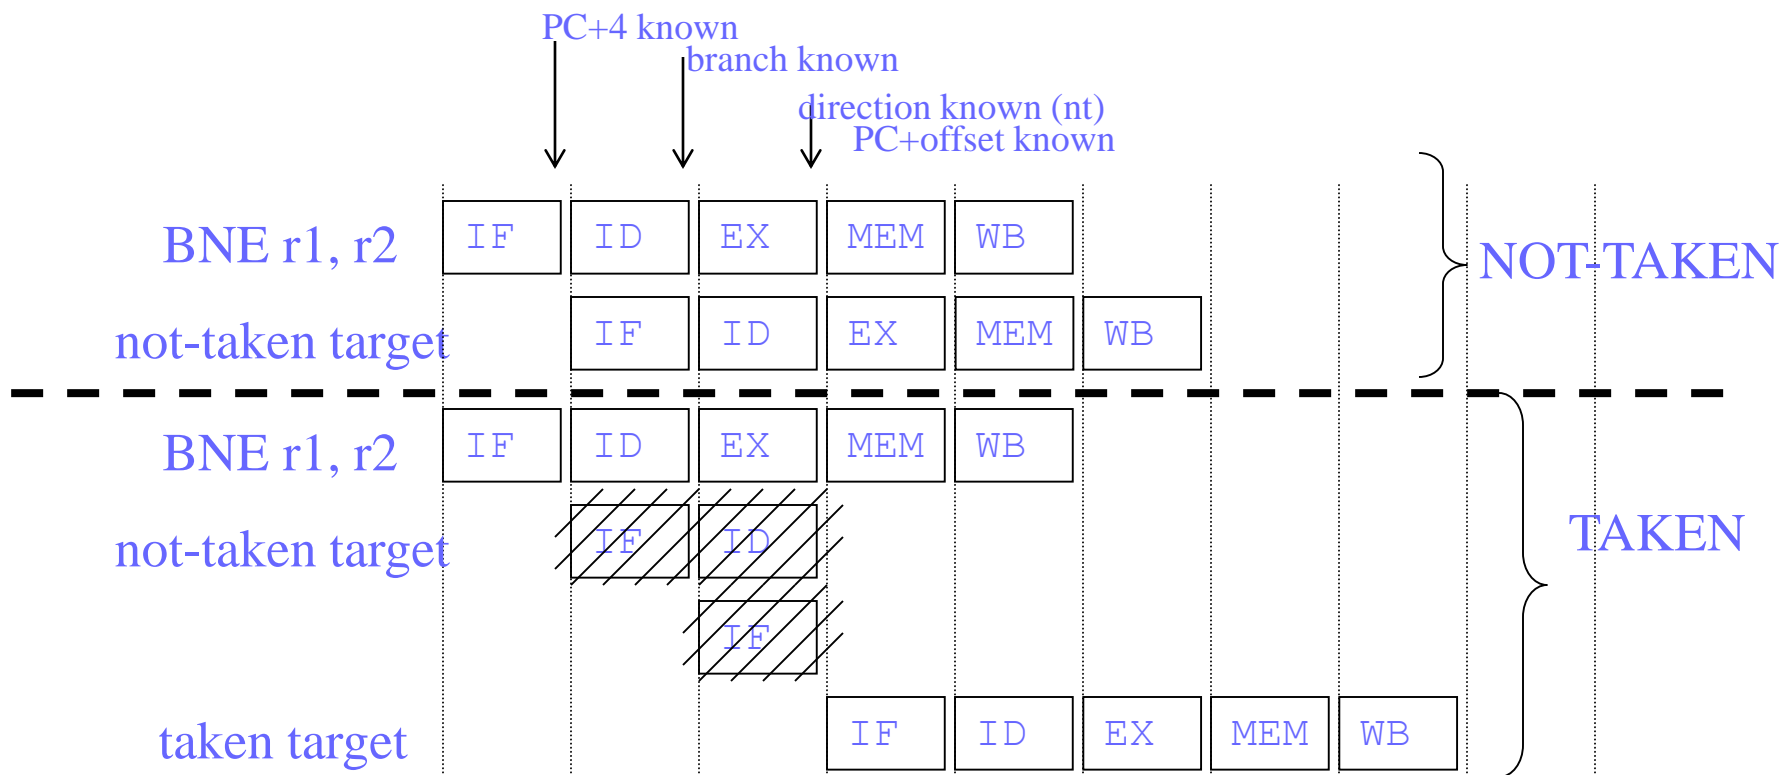 PC+4 known
branch known
direction known (nt)
PC+offset known
BNE r1, r2 IF ID EX MEM WB
NOT-TAKEN
not-taken target IF ID EX MEM WB
BNE r1, r2 IF ID EX MEM WB
not-taken target IF ID
TAKEN
IF
taken target IF ID EX MEM WB